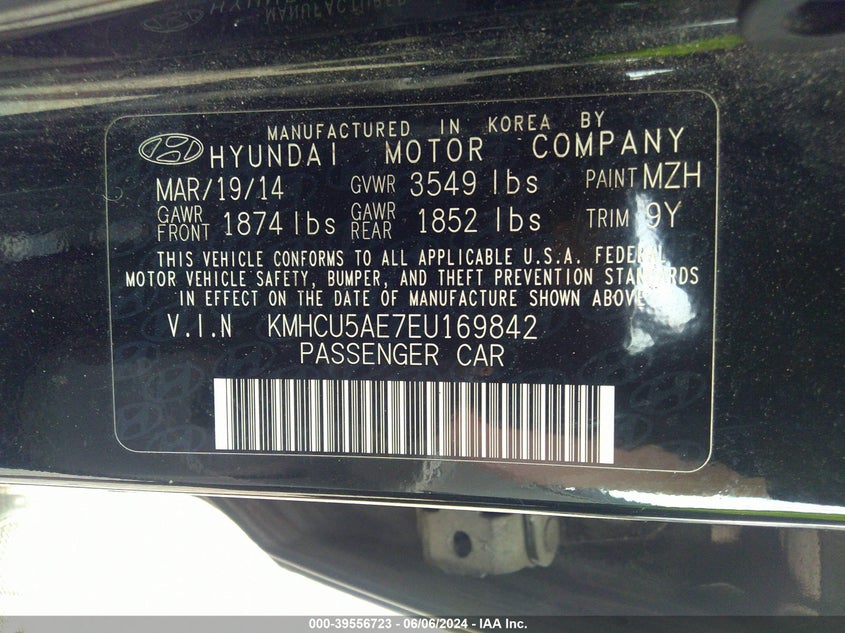 MANUFACTURED IN KOREA BY
HYUNDAI MOTOR COMPANY
MAR/19/14 GVWR 3549 lbs PAINT MZH
GAWR FRONT 1874 lbs GAWR REAR 1852 lbs TRIM 9Y
THIS VEHICLE CONFORMS TO ALL APPLICABLE U.S.A. FEDERAL
MOTOR VEHICLE SAFETY, BUMPER, AND THEFT PREVENTION STANDARDS
IN EFFECT ON THE DATE OF MANUFACTURE SHOWN ABOVE.
V.I.N KMHCU5AE7EU169842
PASSENGER CAR
000-39556723 - 06/06/2024 - IAA Inc.